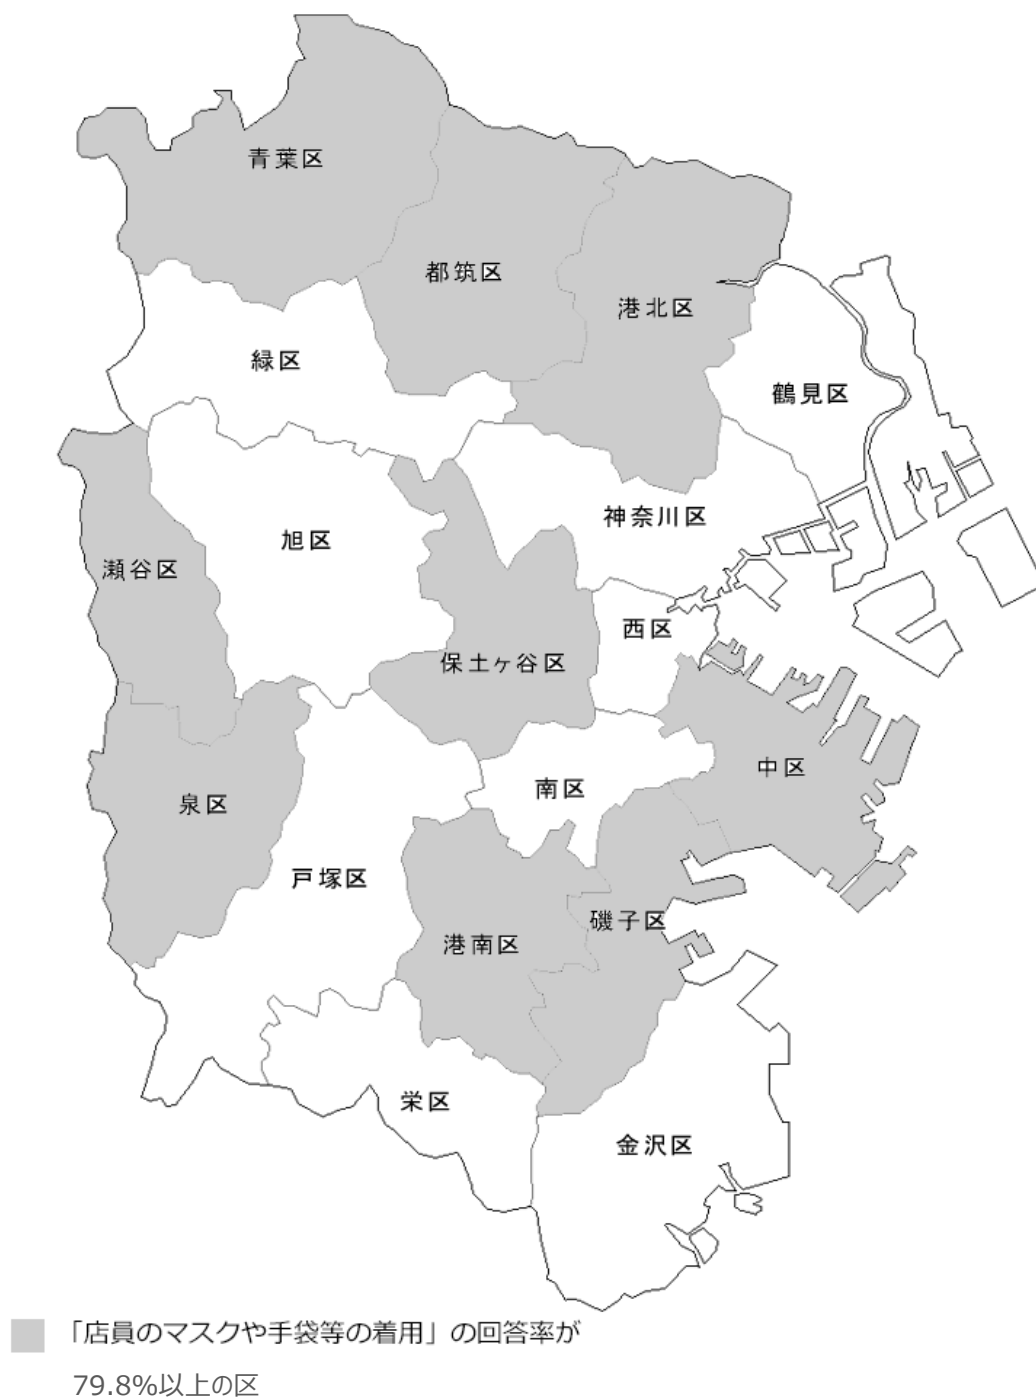 青葉区
都筑区
港北区
緑区
鶴見区
神奈川区
旭区
瀬谷区
西区
保土ヶ谷区
中区
南区
泉区
戸塚区
磯子区
港南区
栄区
金沢区
「店員のマスクや手袋等の着用」の回答率が
79.8%以上の区